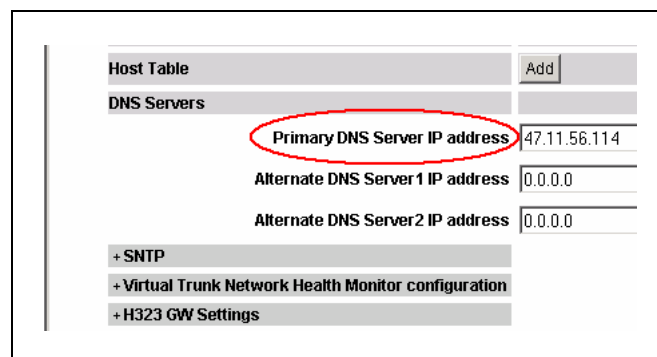 Host Table Add
DNS Servers
Primary DNS Server IP address 47.11.56.114
Alternate DNS Server1 IP address 0.0.0.0
Alternate DNS Server2 IP address 0.0.0.0
+ SNTP
+ Virtual Trunk Network Health Monitor configuration
+ H323 GW Settings